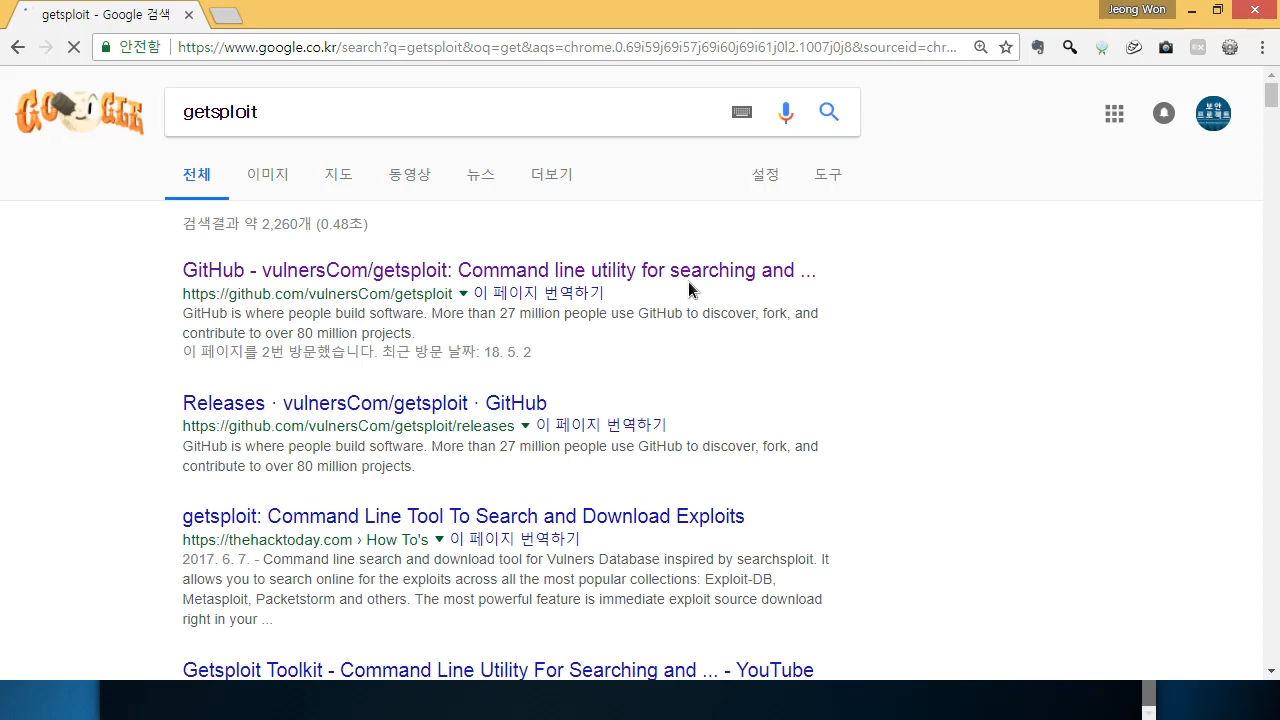 getsploit - Google 검색
Jeong Won
안전함
https://www.google.co.kr/search?q=getsploit&oq=get&aqs=chrome.0.69i59j69i57j69i60j69i61j0l2.1007j0j8&sourceid=chr...
GOOGLE
getsploit
보안
프로젝트
전체 이미지 지도 동영상 뉴스 더보기 설정 도구
검색결과 약 2,260개 (0.48초)
GitHub - vulnersCom/getsploit: Command line utility for searching and ...
https://github.com/vulnersCom/getsploit 이 페이지 번역하기
GitHub is where people build software. More than 27 million people use GitHub to discover, fork, and
contribute to over 80 million projects.
이 페이지를 2번 방문했습니다. 최근 방문 날짜: 18. 5. 2
Releases · vulnersCom/getsploit · GitHub
https://github.com/vulnersCom/getsploit/releases 이 페이지 번역하기
GitHub is where people build software. More than 27 million people use GitHub to discover, fork, and
contribute to over 80 million projects.
getsploit: Command Line Tool To Search and Download Exploits
https://thehacktoday.com › How To's 이 페이지 번역하기
2017. 6. 7. - Command line search and download tool for Vulners Database inspired by searchsploit. It
allows you to search online for the exploits across all the most popular collections: Exploit-DB,
Metasploit, Packetstorm and others. The most powerful feature is immediate exploit source download
right in your ...
Getsploit Toolkit - Command Line Utility For Searching and ... - YouTube